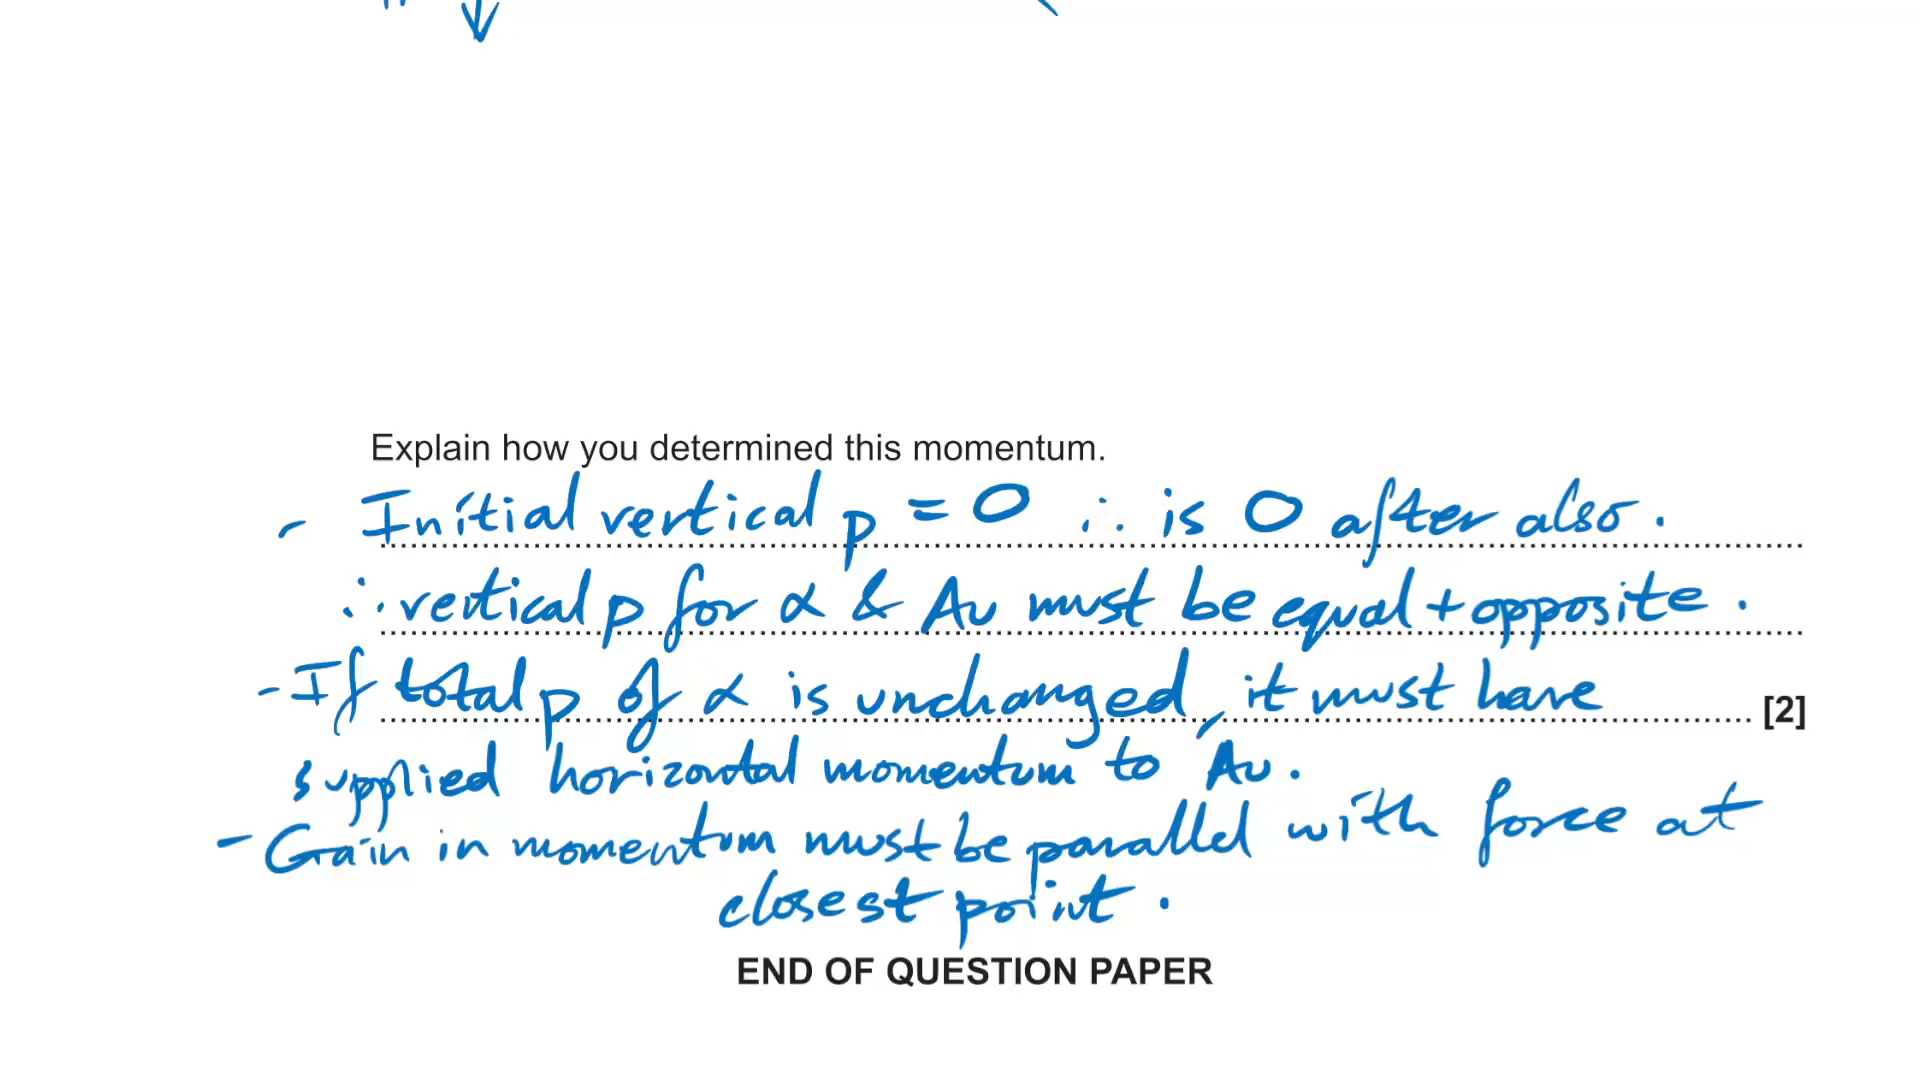 Explain how you determined this momentum.
- Initial vertical p = 0 ∴ is 0 after also.
∴ vertical p for α & Au must be equal + opposite.
- If total p of α is unchanged, it must have
[2]
supplied horizontal momentum to Au.
- Gain in momentum must be parallel with force at
closest point.
END OF QUESTION PAPER